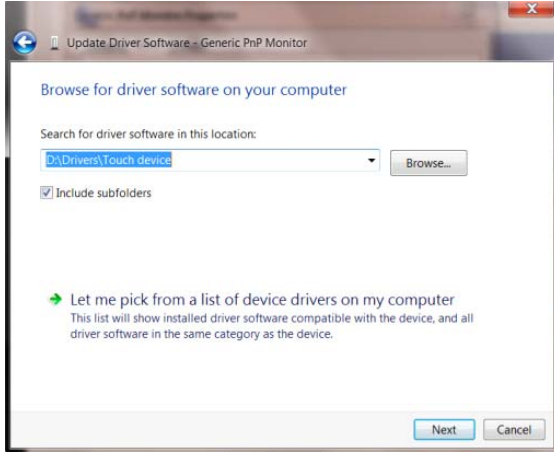 Update Driver Software - Generic PnP Monitor
Browse for driver software on your computer
Search for driver software in this location:
D:\Drivers\Touch device
Browse...
Include subfolders
Let me pick from a list of device drivers on my computer
This list will show installed driver software compatible with the device, and all
driver software in the same category as the device.
Next
Cancel